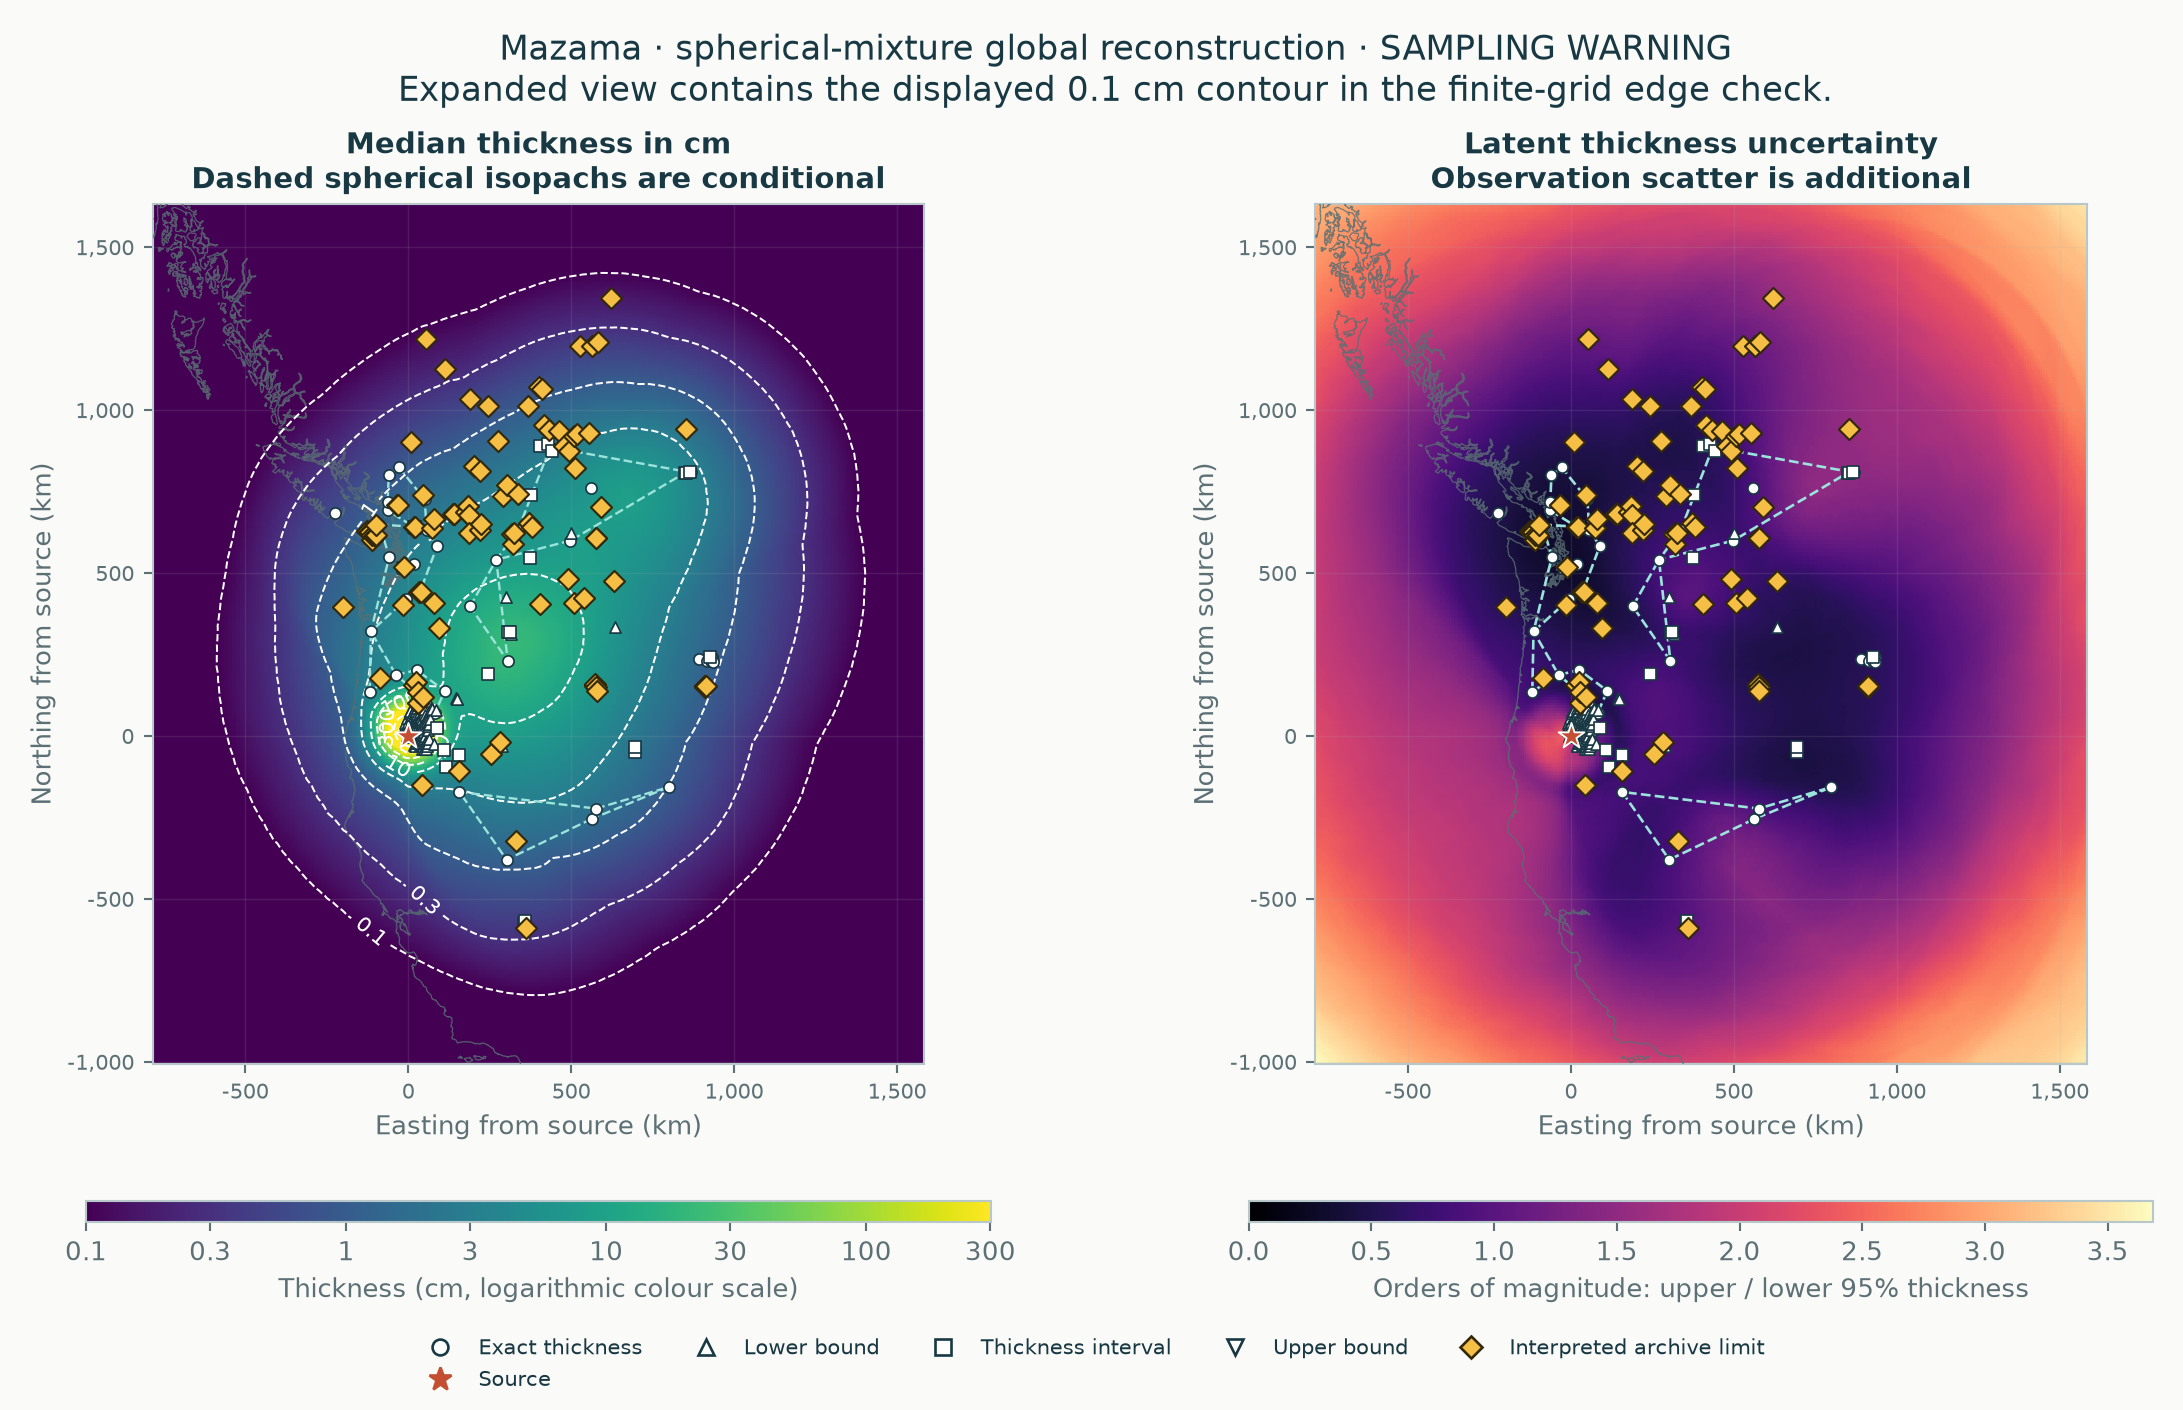 Mazama · spherical-mixture global reconstruction · SAMPLING WARNING
Expanded view contains the displayed 0.1 cm contour in the finite-grid edge check.
Median thickness in cm
Dashed spherical isopachs are conditional
Latent thickness uncertainty
Observation scatter is additional
Northing from source (km)
1,500
1,000
500
0
-500
-1,000
10
10
0.3
0.1
-500
0
500
1,000
1,500
Easting from source (km)
Northing from source (km)
1,500
1,000
500
0
-500
-1,000
-500
0
500
1,000
1,500
Easting from source (km)
0.1
0.3
1
3
10
30
100
300
Thickness (cm, logarithmic colour scale)
0.0
0.5
1.0
1.5
2.0
2.5
3.0
3.5
Orders of magnitude: upper / lower 95% thickness
Exact thickness
Lower bound
Thickness interval
Upper bound
Interpreted archive limit
Source